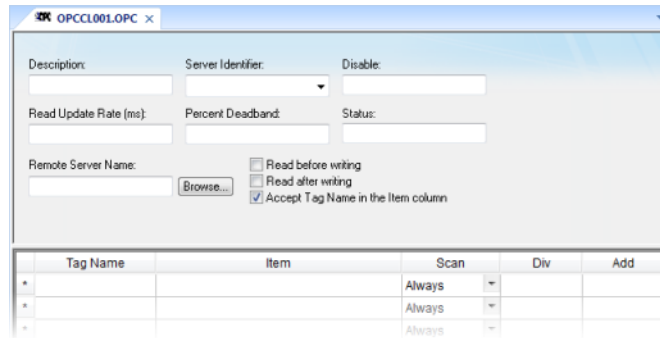 OPCCL001.OPC ×
Description: Server Identifier: Disable:
Read Update Rate (ms): Percent Deadband: Status:
Remote Server Name:
Browse...
Read before writing
Read after writing
Accept Tag Name in the Item column
Tag Name Item Scan Div Add
* Always
* Always
* Always